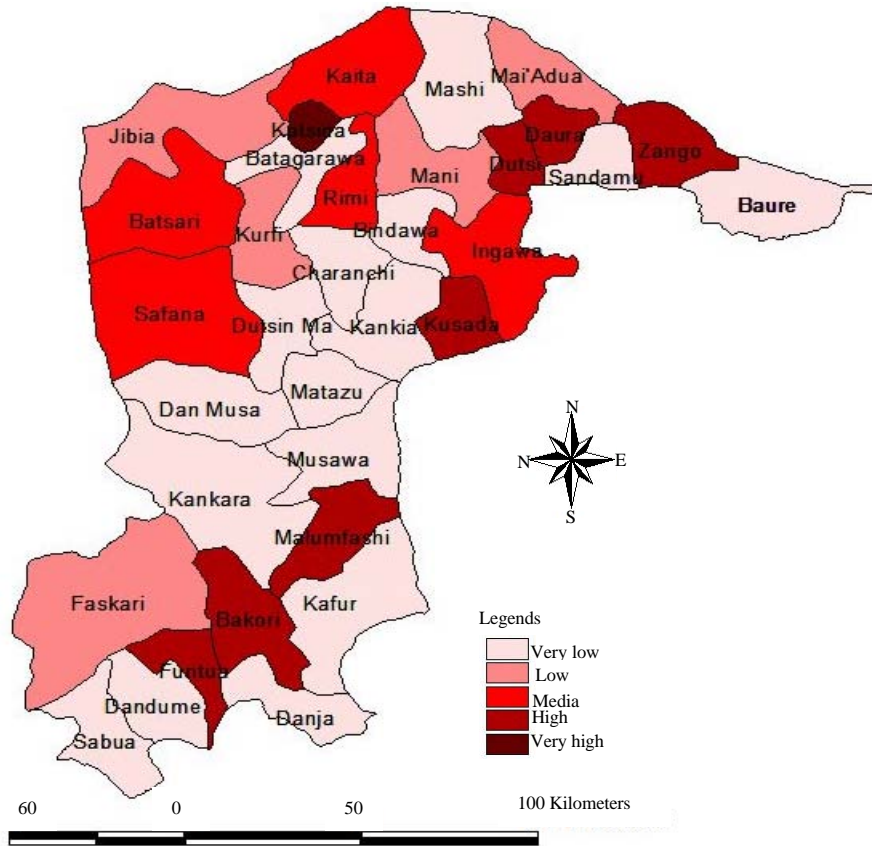 Kaita
Mashi
Mai'Adua
Jibia
Katsina
Daura
Batagarawa
Dutsi
Zango
Mani
Sandamu
Rimi
Baure
Batsari
Kurfi
Bindawa
Ingawa
Charanchi
Safana
Dutsin Ma
Kankia
Kusada
Matazu
Dan Musa
N
N
E
S
Musawa
Kankara
Malumfashi
Faskari
Kafur
Bakori
Funtua
Dandume
Danja
Sabua
Legends
Very low
Low
Media
High
Very high
60 0 50 100 Kilometers